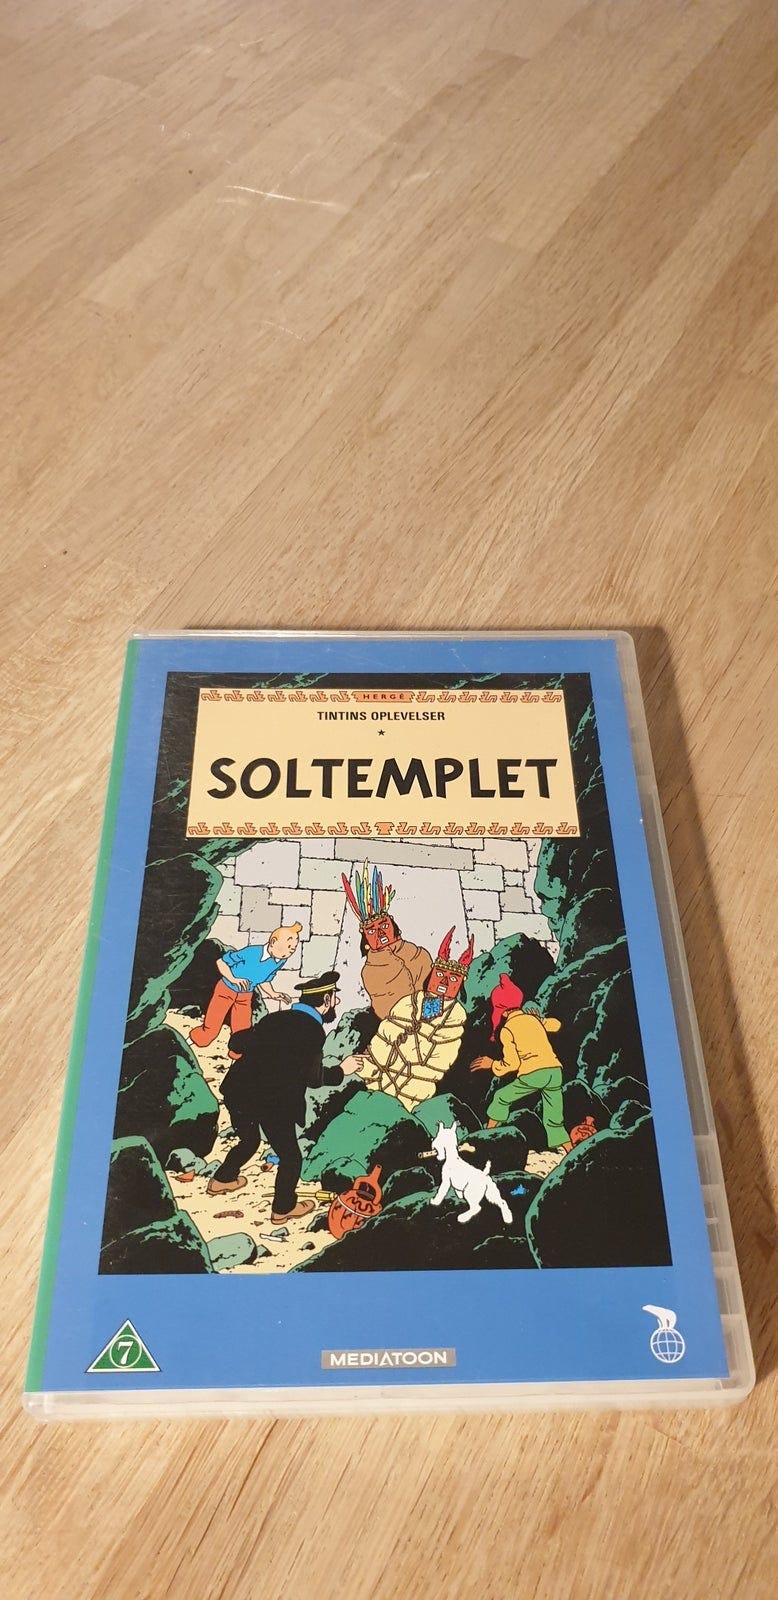 HERGÉ
TINTINS OPLEVELSER
SOLTEMPLET
7
MEDIATOON